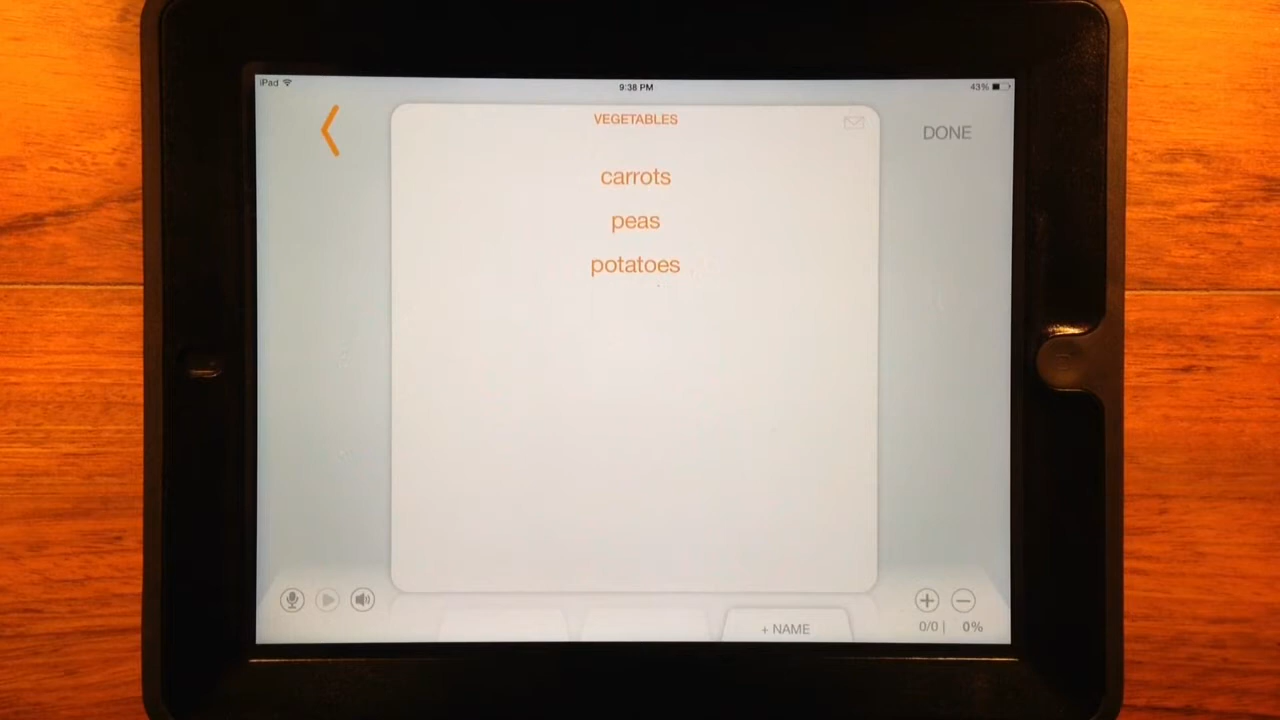 iPad
9:38 PM
43%
VEGETABLES
DONE
carrots
peas
potatoes
+ NAME
0/0 | 0%